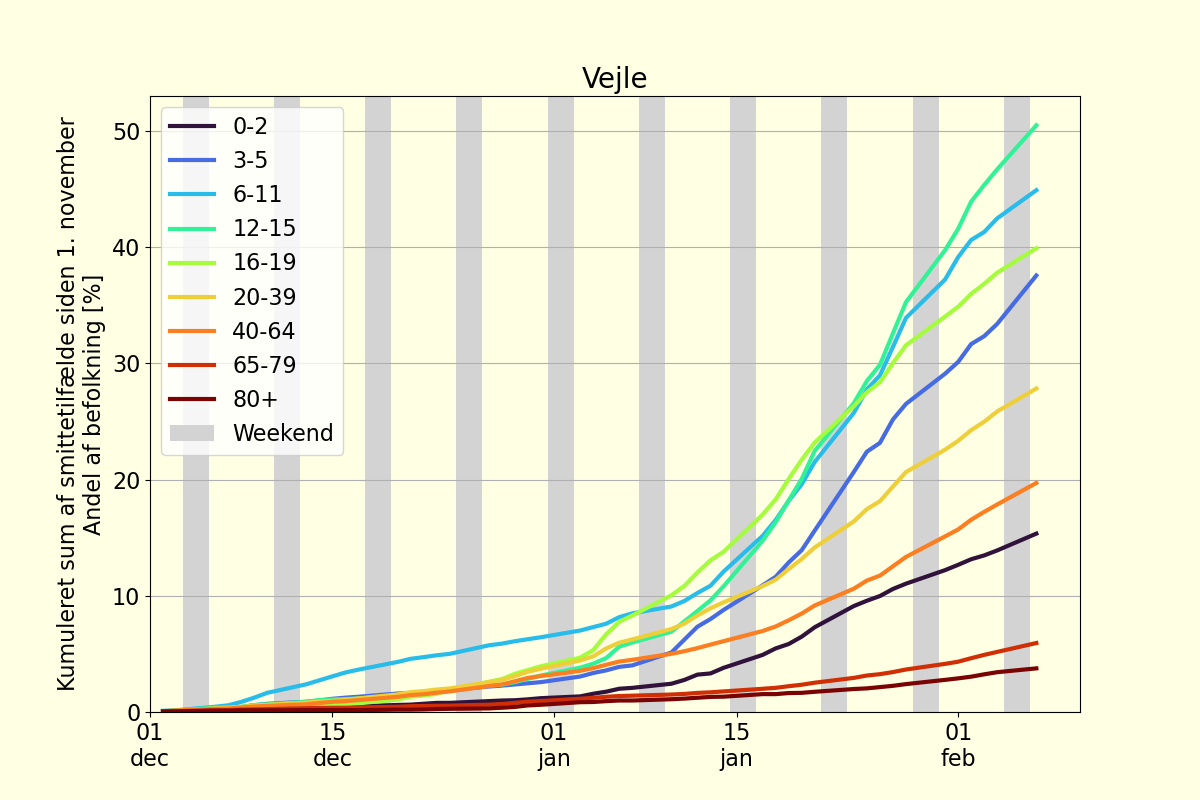 Vejle
Kumuleret sum af smittetilfælde siden 1. november
Andel af befolkning [%]
50
40
30
20
10
0
0-2
3-5
6-11
12-15
16-19
20-39
40-64
65-79
80+
Weekend
01 15 01 15 01
dec dec jan jan feb